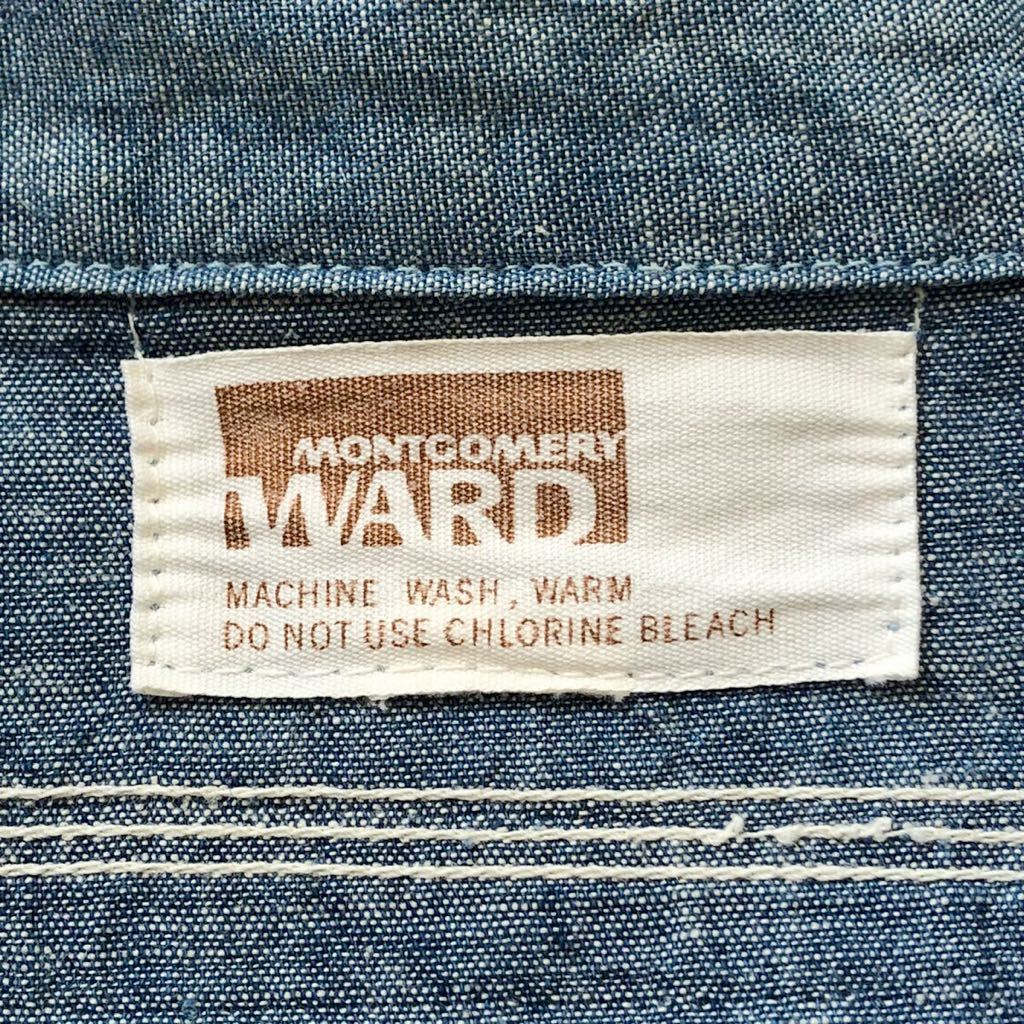 MONTGOMERY
WARD
MACHINE WASH, WARM
DO NOT USE CHLORINE BLEACH